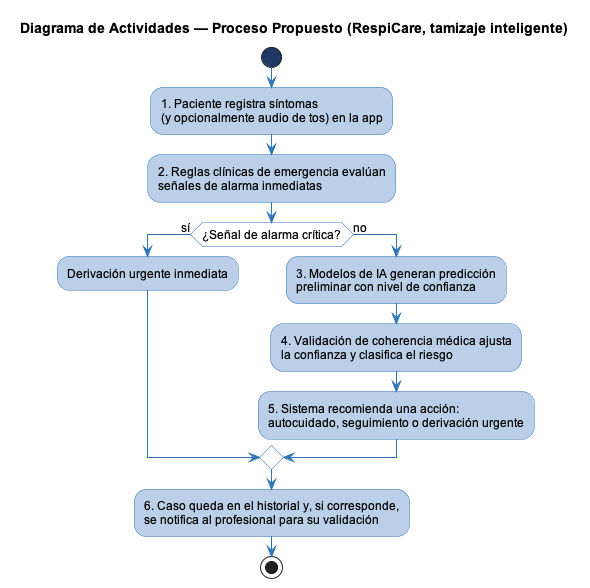 Diagrama de Actividades — Proceso Propuesto (RespiCare, tamizaje inteligente)
1. Paciente registra síntomas
(y opcionalmente audio de tos) en la app
2. Reglas clínicas de emergencia evalúan
señales de alarma inmediatas
sí
¿Señal de alarma crítica?
no
Derivación urgente inmediata
3. Modelos de IA generan predicción
preliminar con nivel de confianza
4. Validación de coherencia médica ajusta
la confianza y clasifica el riesgo
5. Sistema recomienda una acción:
autocuidado, seguimiento o derivación urgente
6. Caso queda en el historial y, si corresponde,
se notifica al profesional para su validación